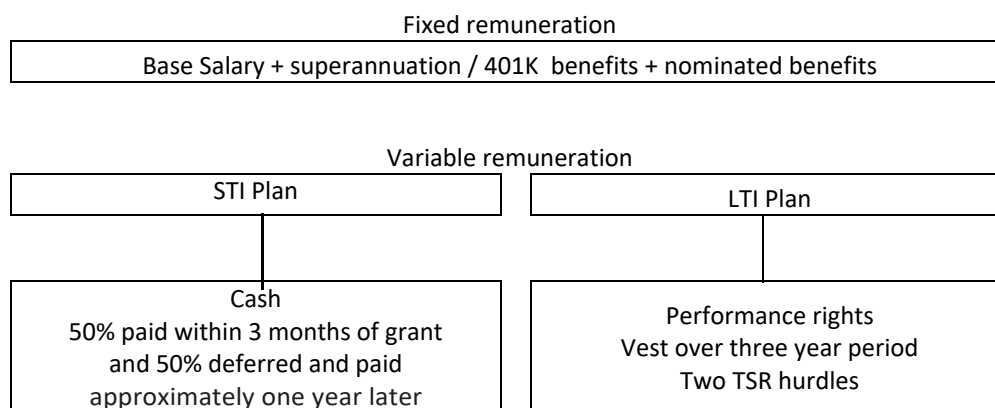 Fixed remuneration
Base Salary + superannuation / 401K benefits + nominated benefits
Variable remuneration
STI Plan
LTI Plan
Cash
50% paid within 3 months of grant
and 50% deferred and paid
approximately one year later
Performance rights
Vest over three year period
Two TSR hurdles